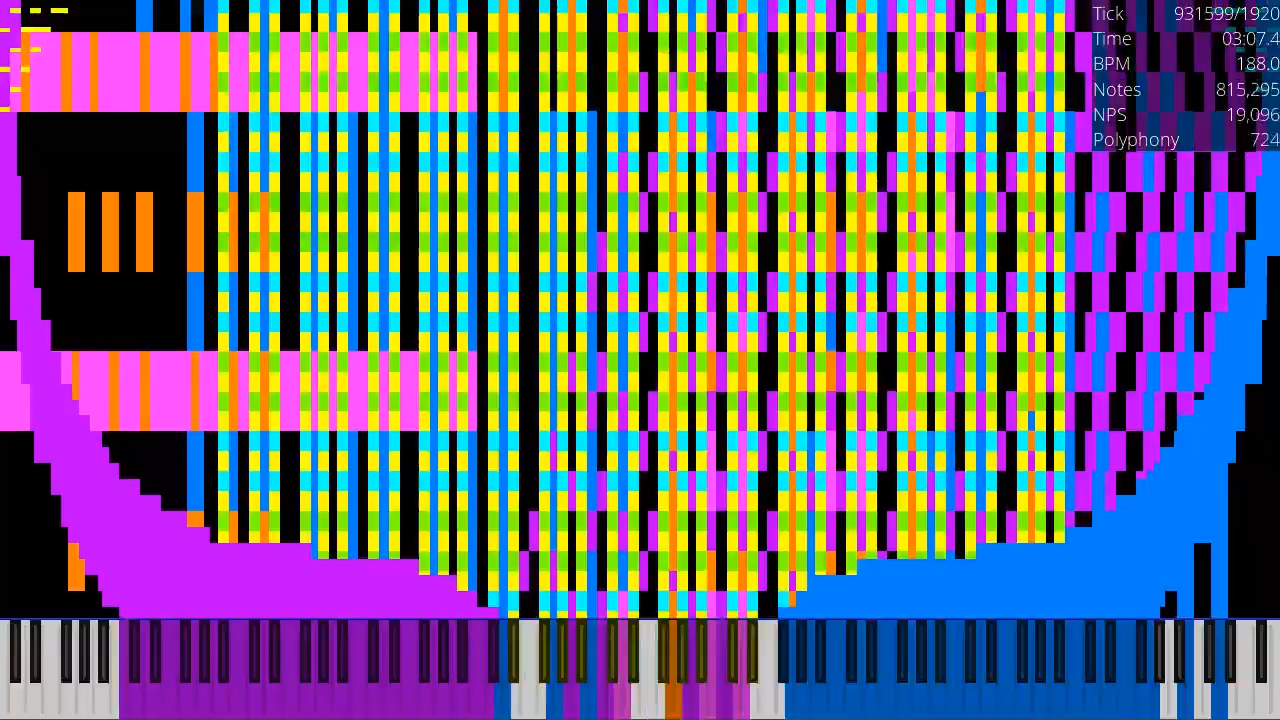 Tick 931599/1920
Time 03:07.4
BPM 188.0
Notes 815,295
NPS 19,096
Polyphony 724